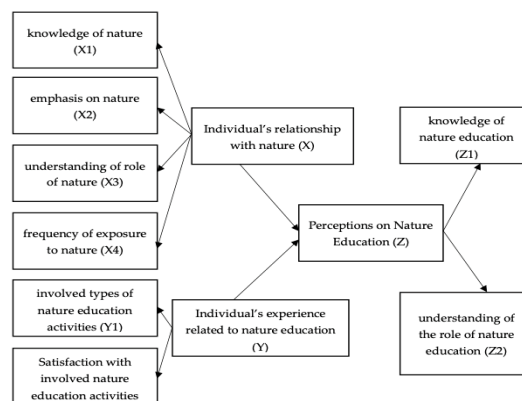 knowledge of nature
(X1)
emphasis on nature
(X2)
understanding of role
of nature (X3)
frequency of exposure
to nature (X4)
involved types of
nature education
activities (Y1)
Satisfaction with
involved nature
education activities
Individual's relationship
with nature (X)
Individual's experience
related to nature education
(Y)
Perceptions on Nature
Education (Z)
knowledge of
nature education
(Z1)
understanding of
the role of nature
education (Z2)